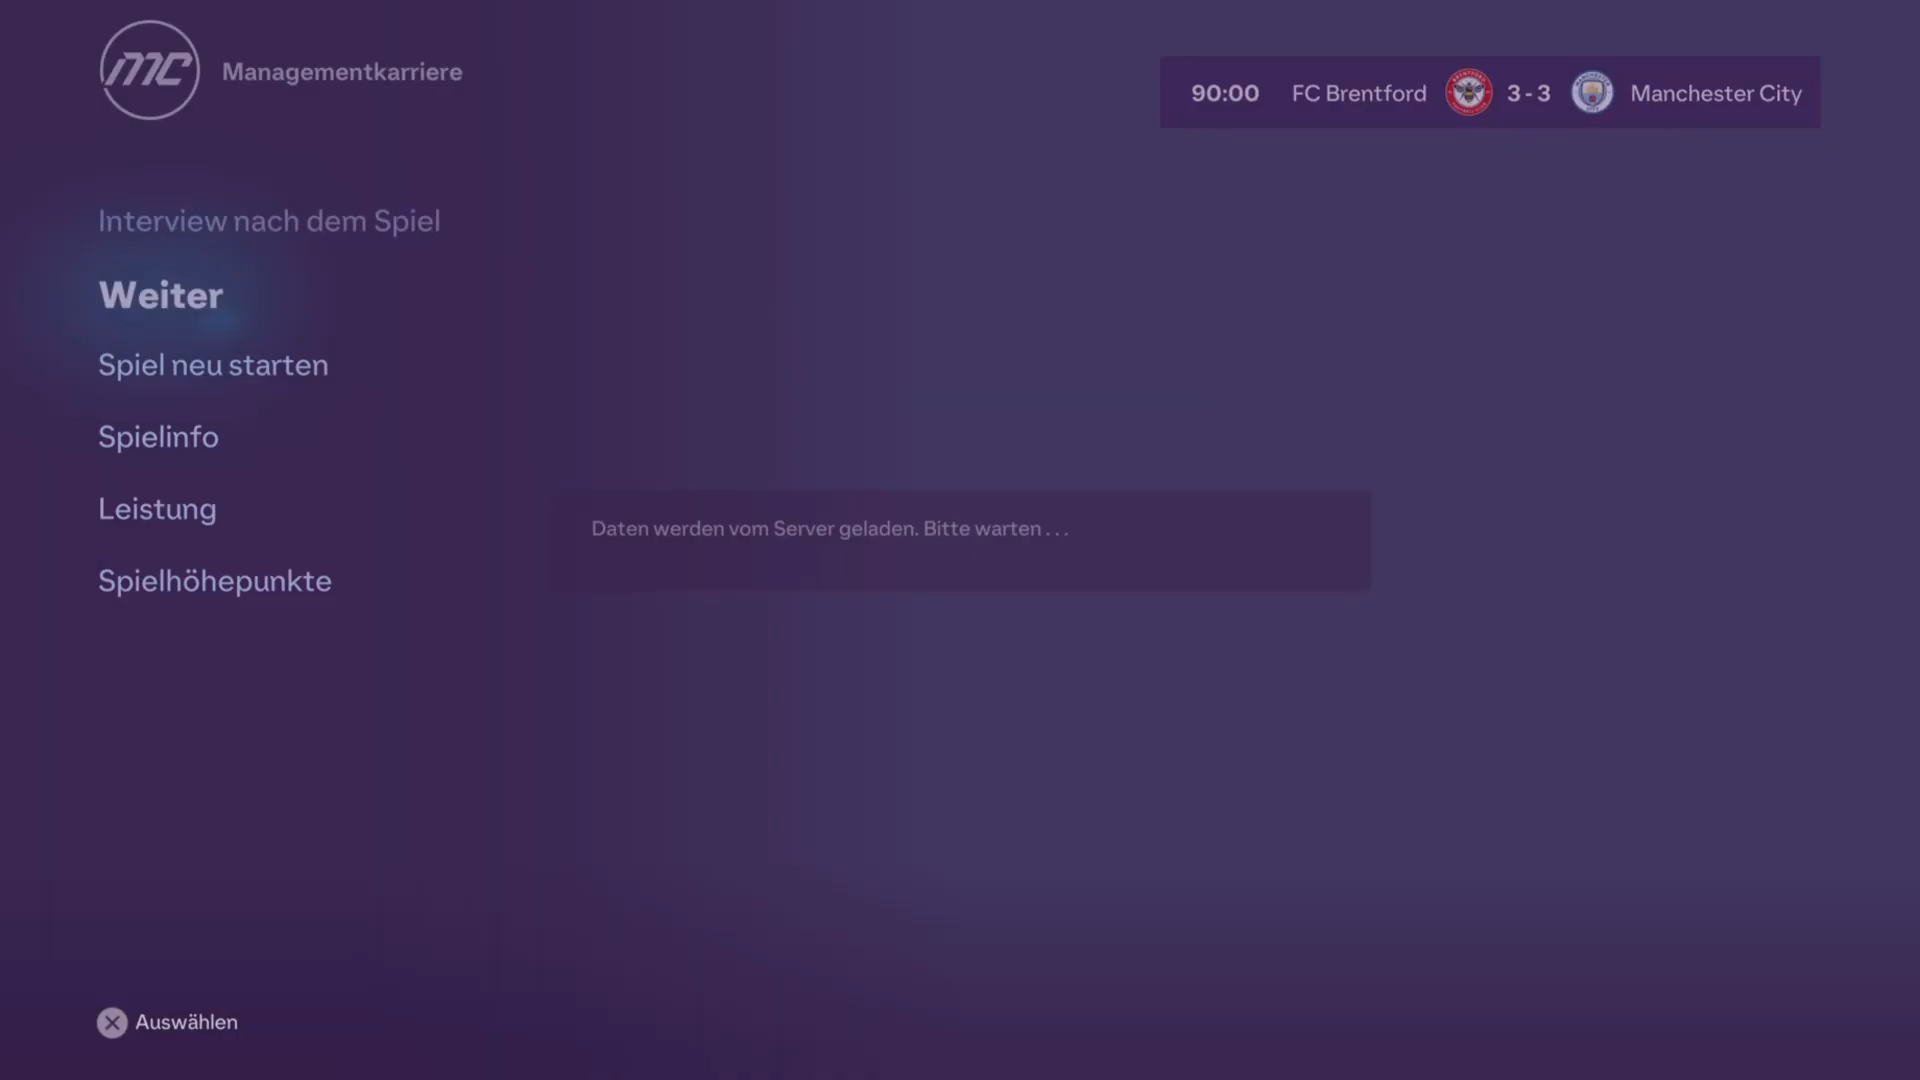 MC Managementkarriere
90:00 FC Brentford 3 - 3 Manchester City
Interview nach dem Spiel
Weiter
Spiel neu starten
Spielinfo
Leistung
Spielhöhepunkte
Daten werden vom Server geladen. Bitte warten . . .
Auswählen